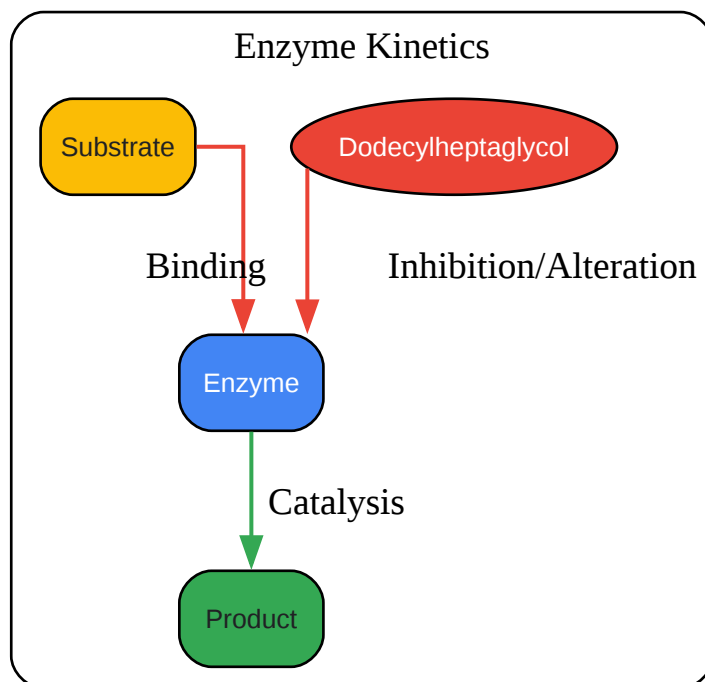 Enzyme Kinetics
Substrate
Dodecylheptaglycol
Binding
Inhibition/Alteration
Enzyme
Catalysis
Product